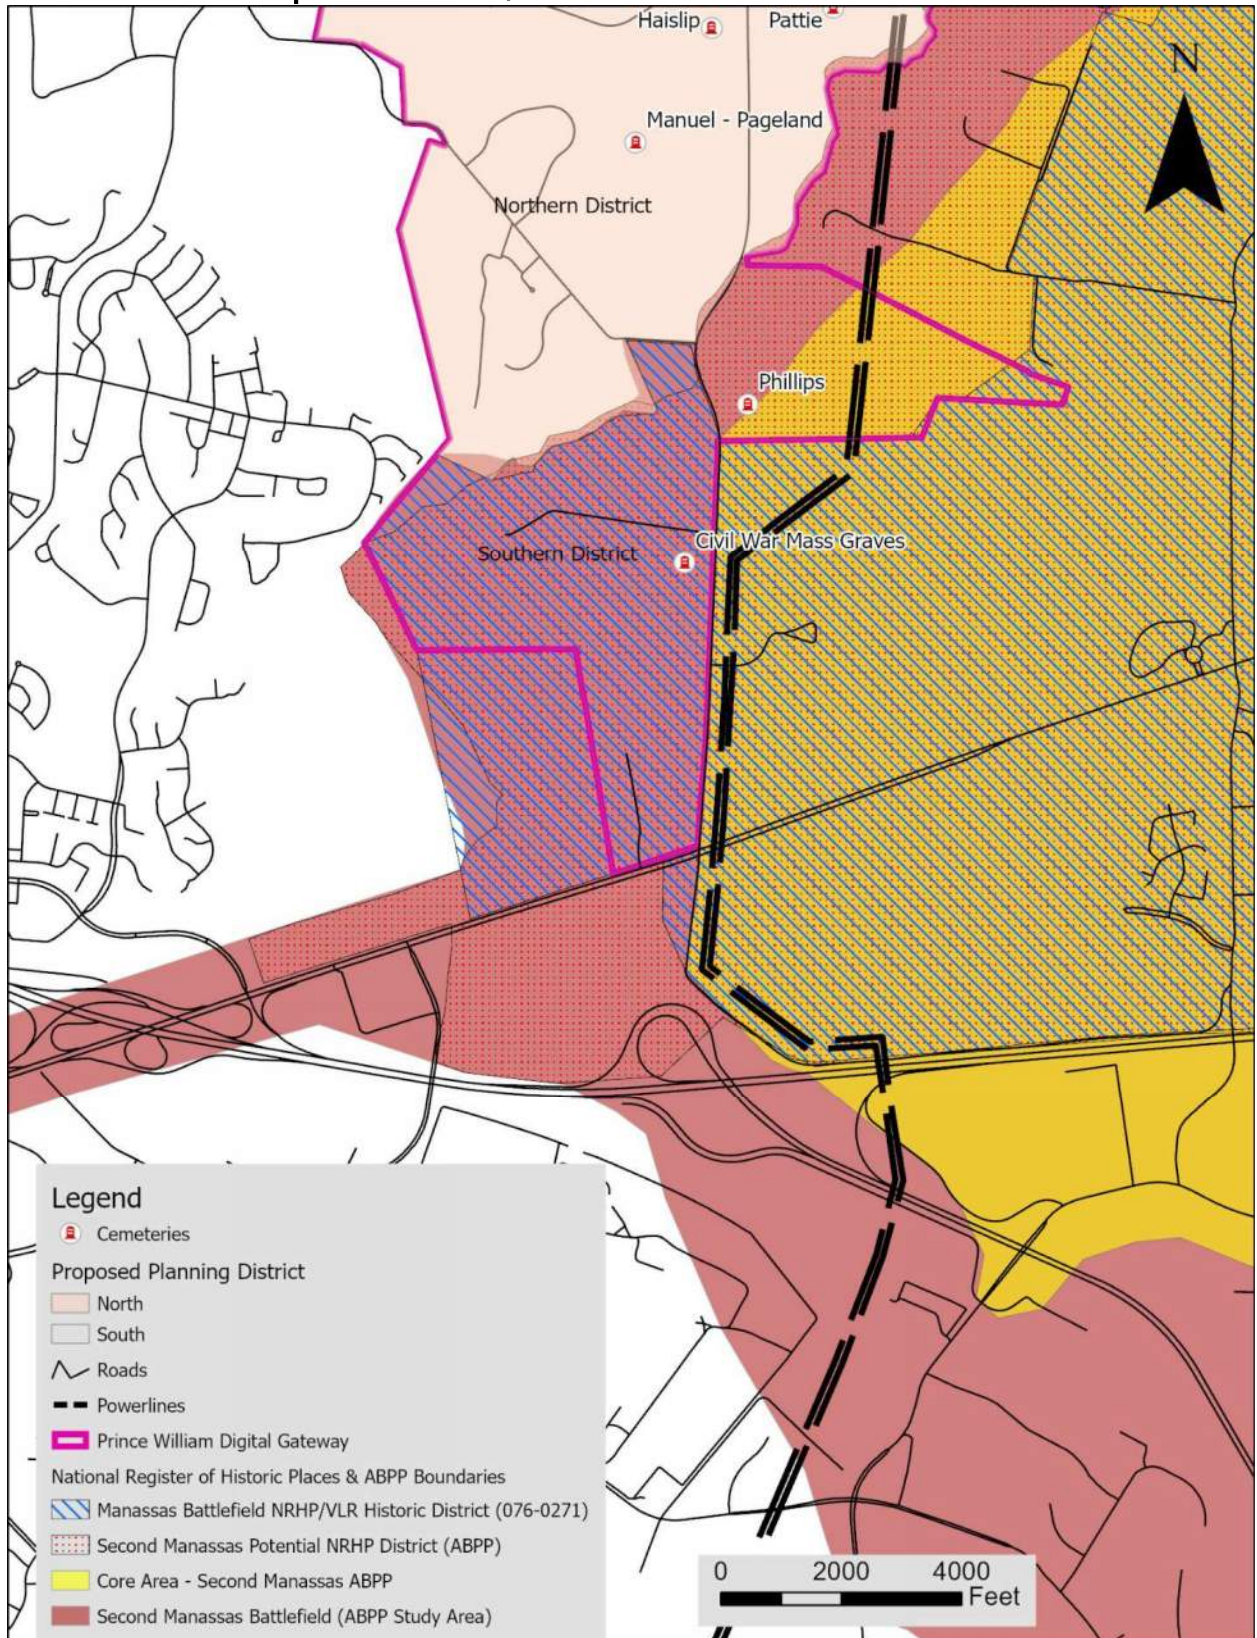 Haislip
Pattie
N
Manuel - Pageland
Northern District
Phillips
Civil War Mass Graves
Southern District
Legend
Cemeteries
Proposed Planning District
North
South
Roads
Powerlines
Prince William Digital Gateway
National Register of Historic Places & ABPP Boundaries
Manassas Battlefield NRHP/VLR Historic District (076-0271)
Second Manassas Potential NRHP District (ABPP)
Core Area - Second Manassas ABPP
Second Manassas Battlefield (ABPP Study Area)
0 2000 4000
Feet